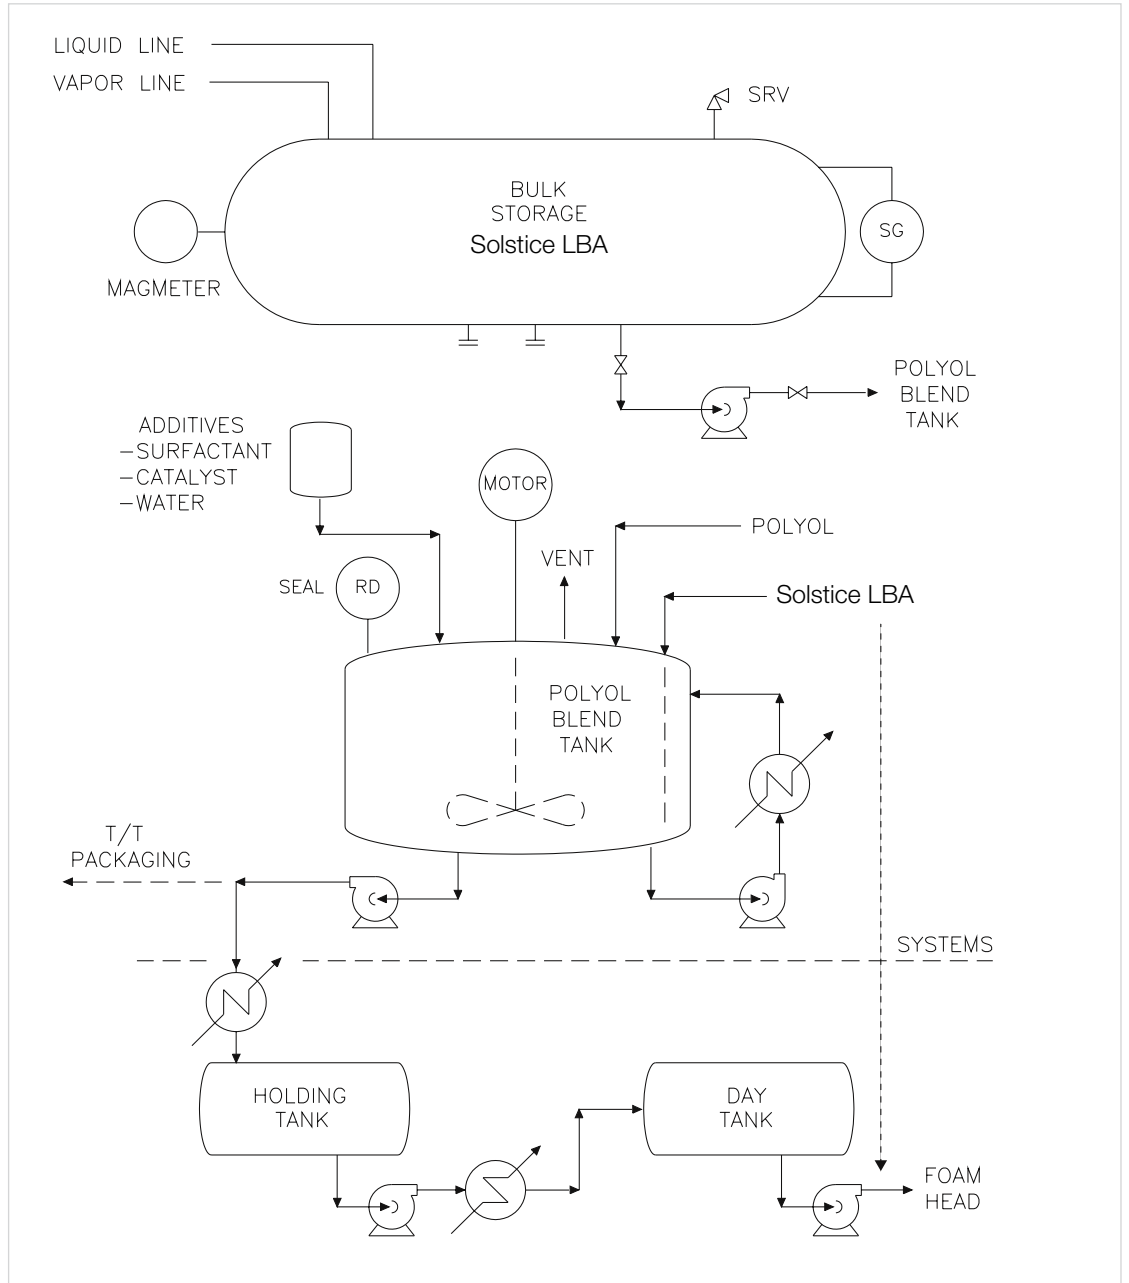 LIQUID LINE
VAPOR LINE
SRV
BULK
STORAGE
Solstice LBA
SG
MAGMETER
POLYOL
BLEND
TANK
ADDITIVES
-SURFACTANT
-CATALYST
-WATER
MOTOR
POLYOL
VENT
SEAL
RD
Solstice LBA
POLYOL
BLEND
TANK
T/T
PACKAGING
SYSTEMS
HOLDING
TANK
DAY
TANK
FOAM
HEAD